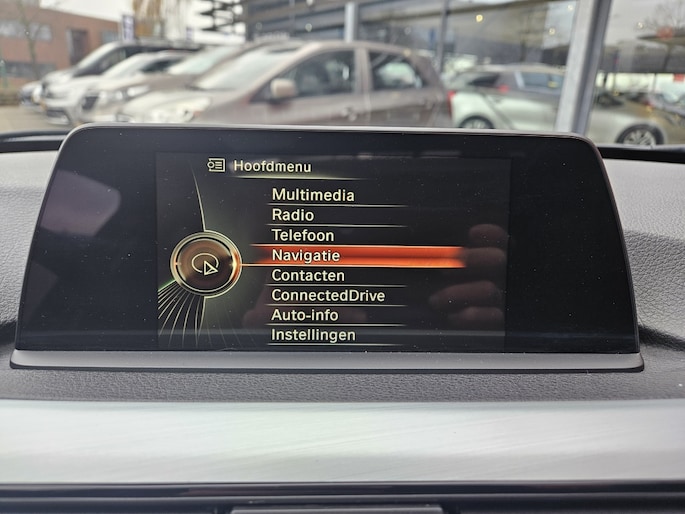 Hoofdmenu
Multimedia
Radio
Telefoon
Navigatie
Contacten
ConnectedDrive
Auto-info
Instellingen